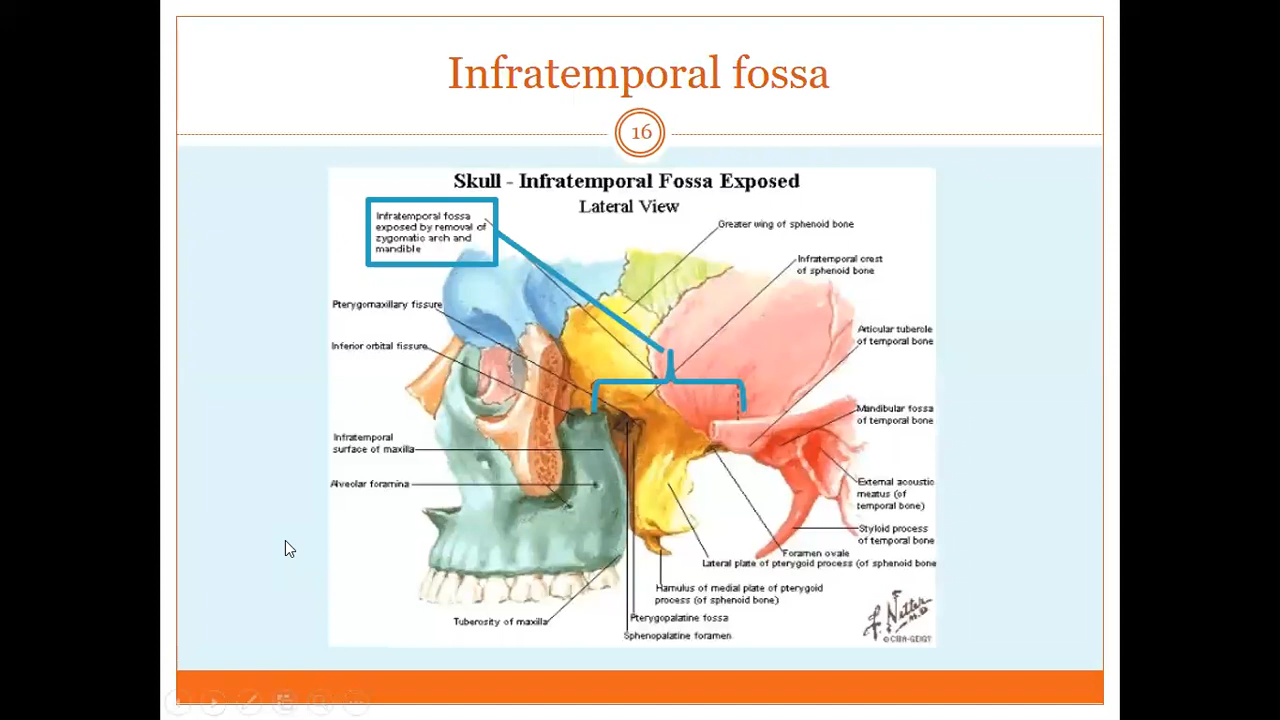 Infratemporal fossa
16
Skull - Infratemporal Fossa Exposed
Lateral View
Infratemporal fossa
exposed by removal of
zygomatic arch and
mandible
Greater wing of sphenoid bone
Infratemporal crest
of sphenoid bone
Pterygomaxillary fissure
Inferior orbital fissure
Articular tubercle
of temporal bone
Mandibular fossa
of temporal bone
Infratemporal
surface of maxilla
Alveolar foramina
External acoustic
meatus (of
temporal bone)
Styloid process
of temporal bone
Foramen ovale
Lateral plate of pterygoid process (of sphenoid bone
Hamulus of medial plate of pterygoid
process (of sphenoid bone)
Pterygopalatine fossa
Tuberosity of maxilla
Sphenopalatine foramen
F. Netter
M.D.
© CIBA-GEIGY